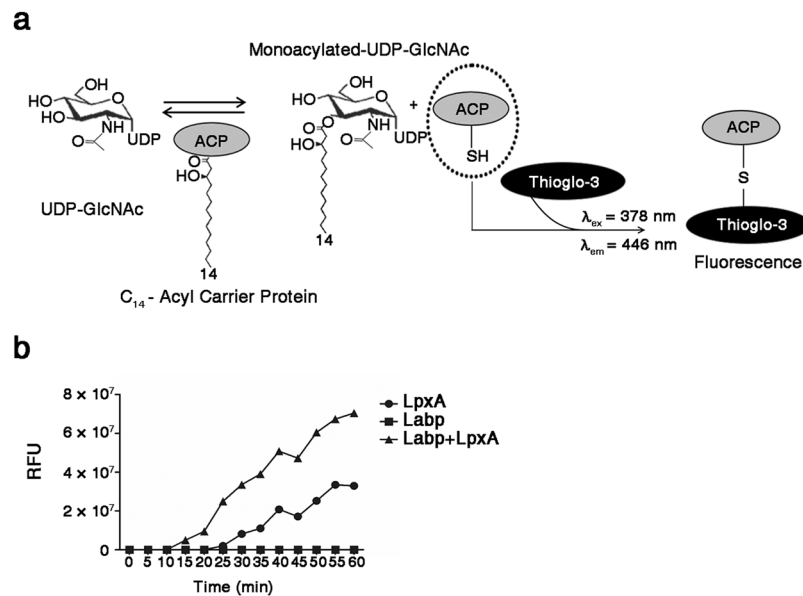 a
Monoacylated-UDP-GlcNAc
OH
HO
O
HO
NH
O
UDP
ACP
O
HO
14
UDP-GlcNAc
C14 - Acyl Carrier Protein
OH
HO
O
O
NH
O
O
UDP
HO
14
+
ACP
SH
Thioglo-3
λex = 378 nm
λem = 446 nm
ACP
S
Thioglo-3
Fluorescence
b
8 × 10⁷
6 × 10⁷
4 × 10⁷
2 × 10⁷
0
RFU
0 5 10 15 20 25 30 35 40 45 50 55 60
Time (min)
LpxA
Labp
Labp+LpxA